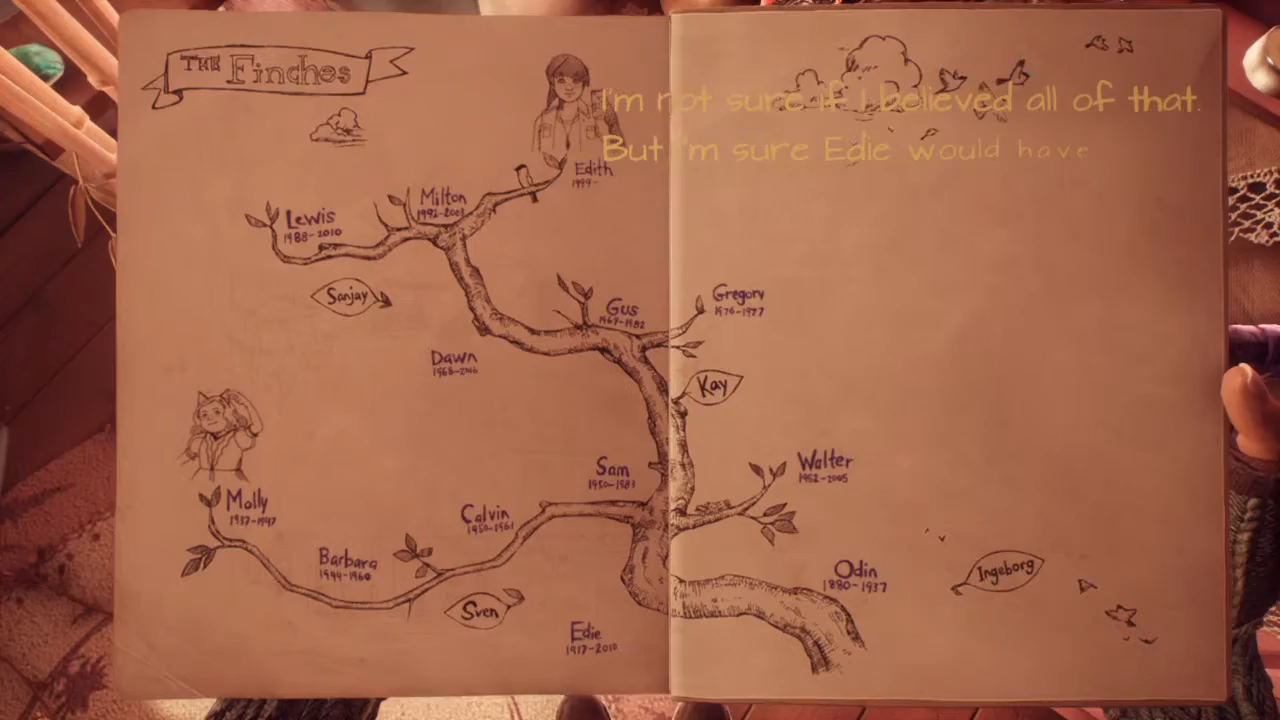 THE Finches
I'm not sure if I believed all of that.
But I'm sure Edie would have
Edith
1999-
Milton
1992-2003
Lewis
1988-2010
Sanjay
Gregory
1976-1977
Gus
1969-1982
Dawn
1968-2016
Kay
Sam
1950-1983
Walter
1952-2005
Molly
1937-1947
Calvin
1950-1961
Barbara
1944-1960
Odin
1880-1937
Ingeborg
Sven
Edie
1917-2010